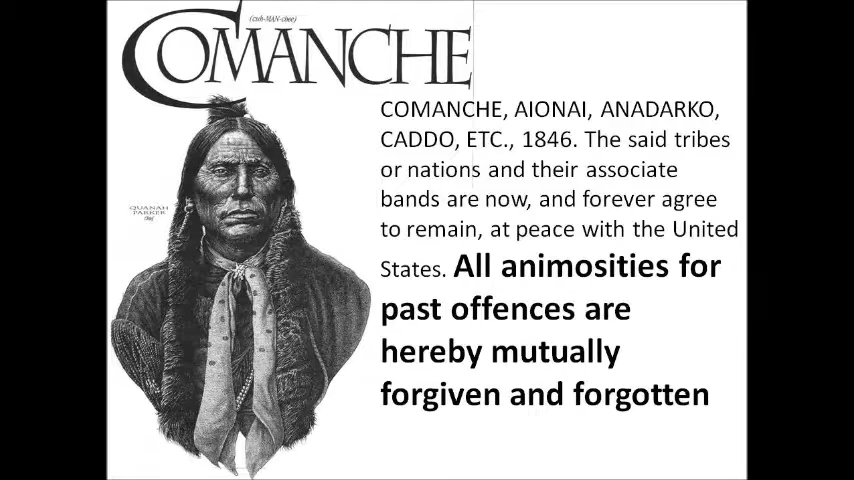 (cuh-MAN-chee)
COMANCHE
COMANCHE, AIONAI, ANADARKO,
CADDO, ETC., 1846. The said tribes
or nations and their associate
bands are now, and forever agree
to remain, at peace with the United
States. All animosities for
past offences are
hereby mutually
forgiven and forgotten
QUANAH
PARKER